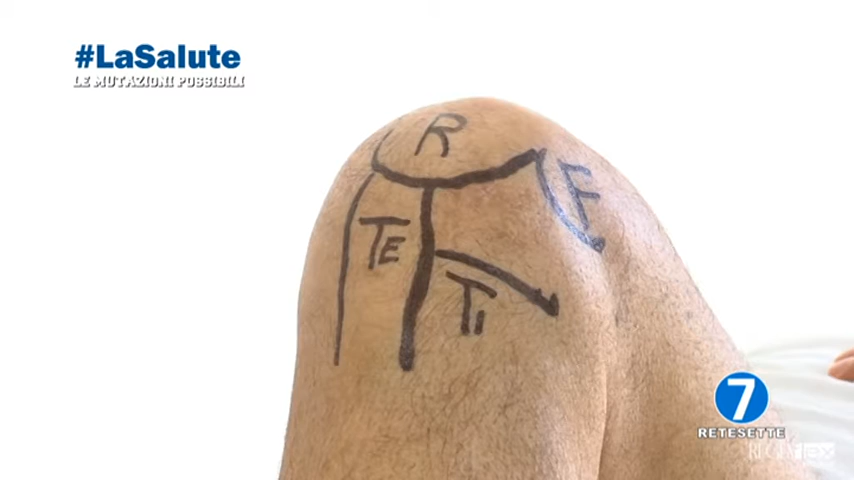 #LaSalute
LE MUTAZIONI POSSIBILI
R
F
TE
Ti
7
RETESETTE